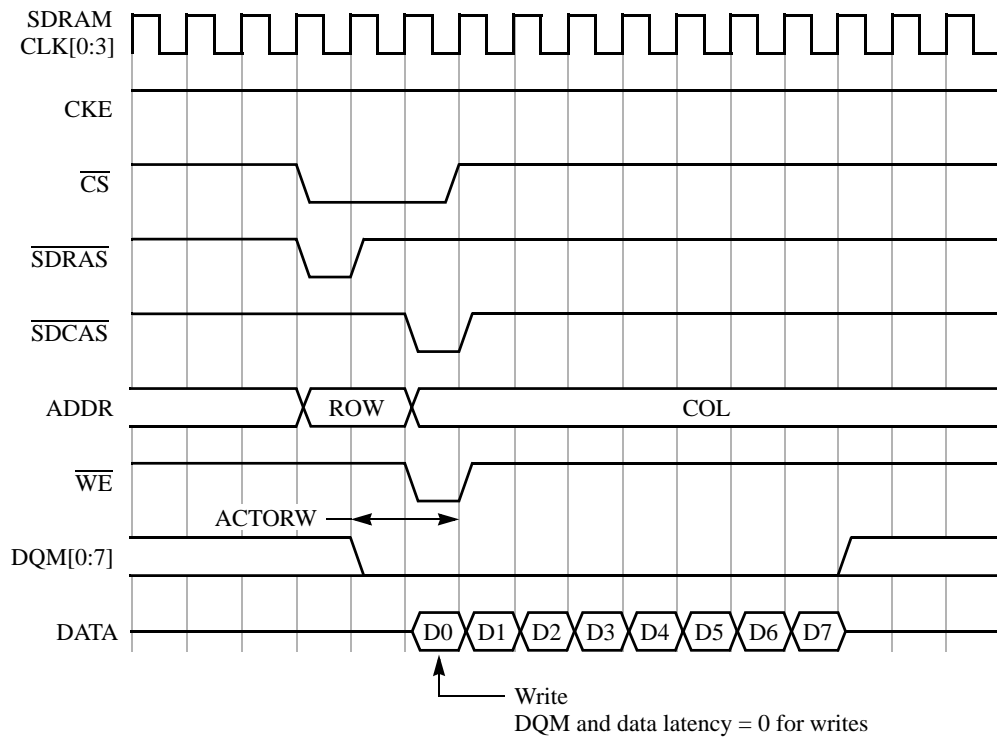 SDRAM
CLK[0:3]
CKE
CS
SDRAS
SDCAS
ADDR ROW COL
WE
ACTORW
DQM[0:7]
DATA D0 D1 D2 D3 D4 D5 D6 D7
Write
DQM and data latency = 0 for writes